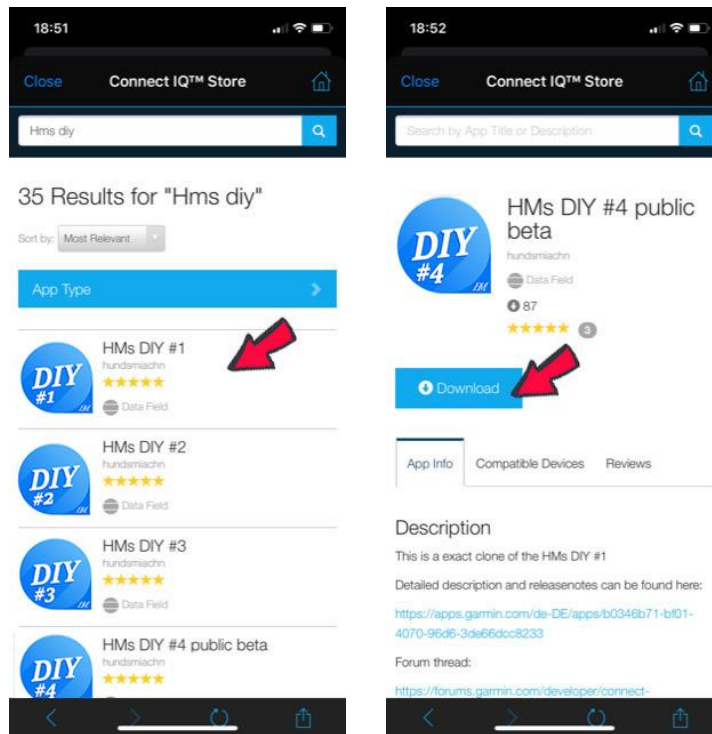 18:51
Close Connect IQ™ Store
Hms diy
35 Results for "Hms diy"
Sort by: Most Relevant
App Type
DIY #1 HM
HMs DIY #1
hundsmiachn
Data Field
DIY #2 HM
HMs DIY #2
hundsmiachn
Data Field
DIY #3 HM
HMs DIY #3
hundsmiachn
Data Field
DIY #4
HMs DIY #4 public beta
hundsmiachn
18:52
Close Connect IQ™ Store
Search by App Title or Description
DIY #4 HM
HMs DIY #4 public
beta
hundsmiachn
Data Field
87
3
Download
App Info Compatible Devices Reviews
Description
This is a exact clone of the HMs DIY #1
Detailed description and releasenotes can be found here:
https://apps.garmin.com/de-DE/apps/b0346b71-bf01-
4070-96d6-3de66dcc8233
Forum thread:
https://forums.garmin.com/developer/connect-